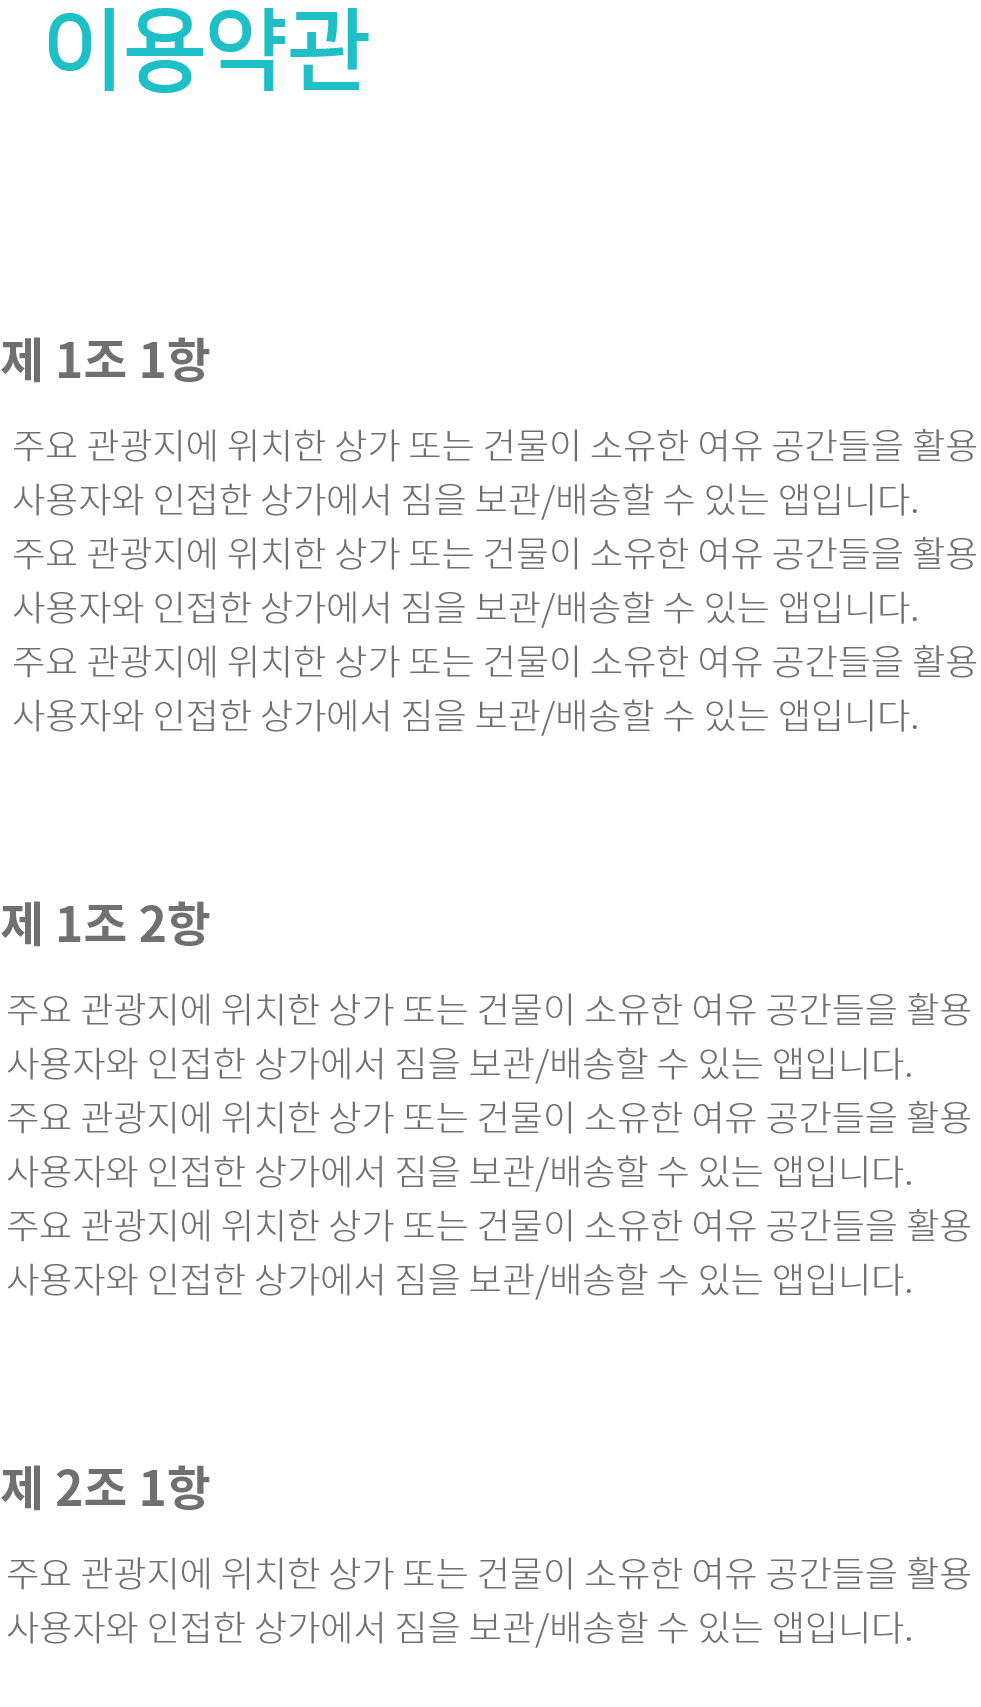 이용약관
제 1조 1항
주요 관광지에 위치한 상가 또는 건물이 소유한 여유 공간들을 활용
사용자와 인접한 상가에서 짐을 보관/배송할 수 있는 앱입니다.
주요 관광지에 위치한 상가 또는 건물이 소유한 여유 공간들을 활용
사용자와 인접한 상가에서 짐을 보관/배송할 수 있는 앱입니다.
주요 관광지에 위치한 상가 또는 건물이 소유한 여유 공간들을 활용
사용자와 인접한 상가에서 짐을 보관/배송할 수 있는 앱입니다.
제 1조 2항
주요 관광지에 위치한 상가 또는 건물이 소유한 여유 공간들을 활용
사용자와 인접한 상가에서 짐을 보관/배송할 수 있는 앱입니다.
주요 관광지에 위치한 상가 또는 건물이 소유한 여유 공간들을 활용
사용자와 인접한 상가에서 짐을 보관/배송할 수 있는 앱입니다.
주요 관광지에 위치한 상가 또는 건물이 소유한 여유 공간들을 활용
사용자와 인접한 상가에서 짐을 보관/배송할 수 있는 앱입니다.
제 2조 1항
주요 관광지에 위치한 상가 또는 건물이 소유한 여유 공간들을 활용
사용자와 인접한 상가에서 짐을 보관/배송할 수 있는 앱입니다.